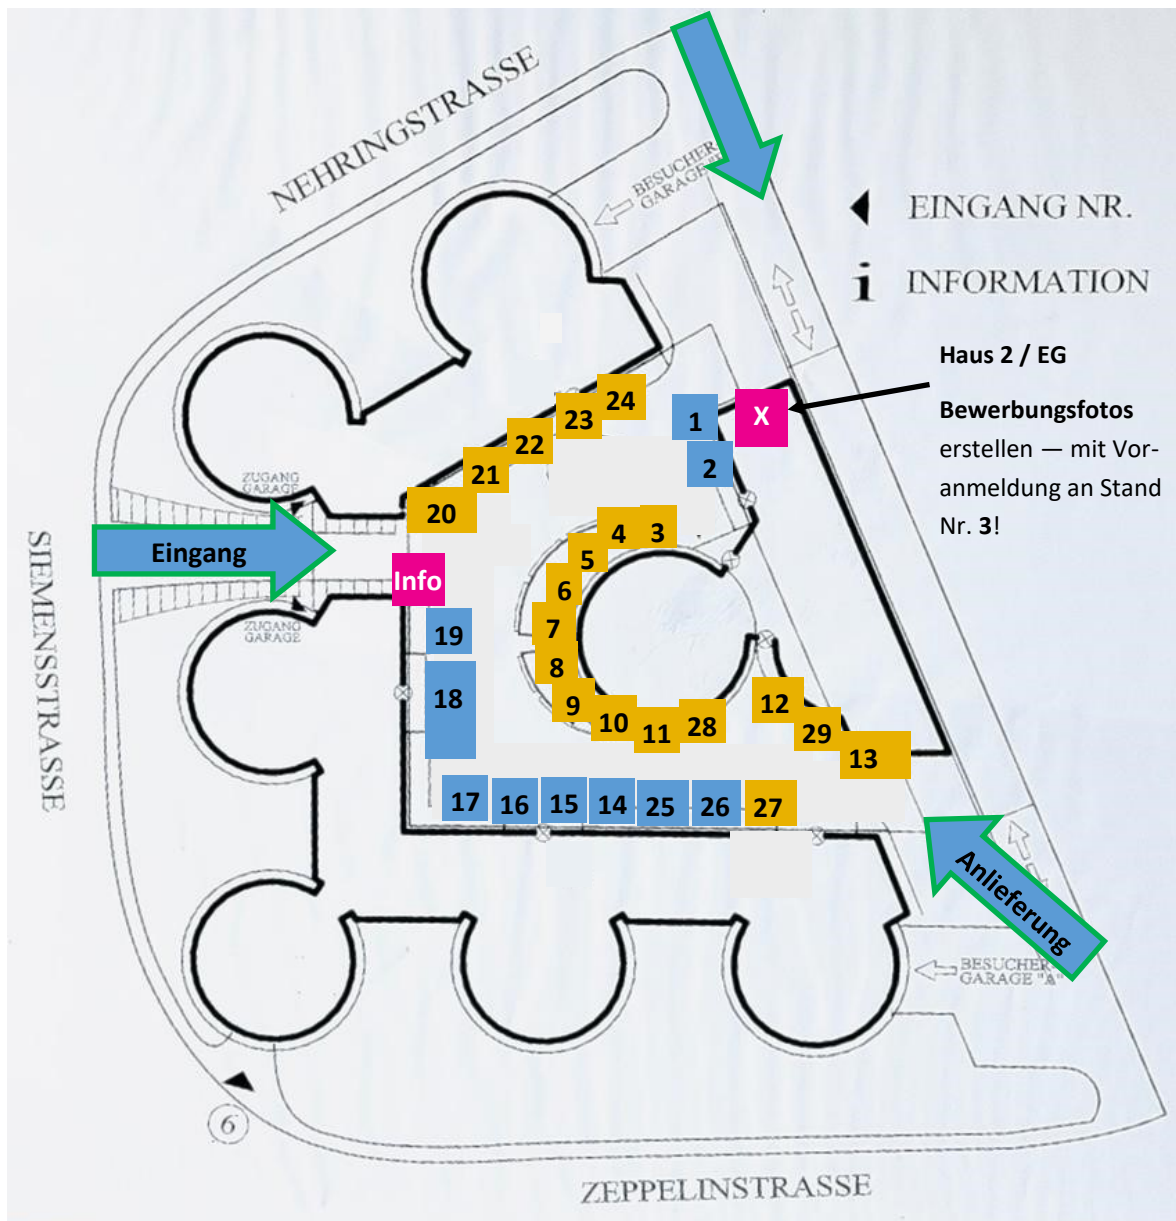 NEHRINGSTRASSE
BESUCHER-
EINGANG NR.
i INFORMATION
Haus 2 / EG
Bewerbungsfotos
erstellen — mit Vor-
anmeldung an Stand
Nr. 3!
X
1
2
24
23
22
21
20
ZUGANG
GARAGE
Eingang
Info
SIEMENSSTRASSE
ZUGANG
GARAGE
4
3
5
6
7
8
9
10
11
28
12
29
13
19
18
17
16
15
14
25
26
27
Anlieferung
BESUCHER-
GARAGE "A"
6
ZEPPELINSTRASSE